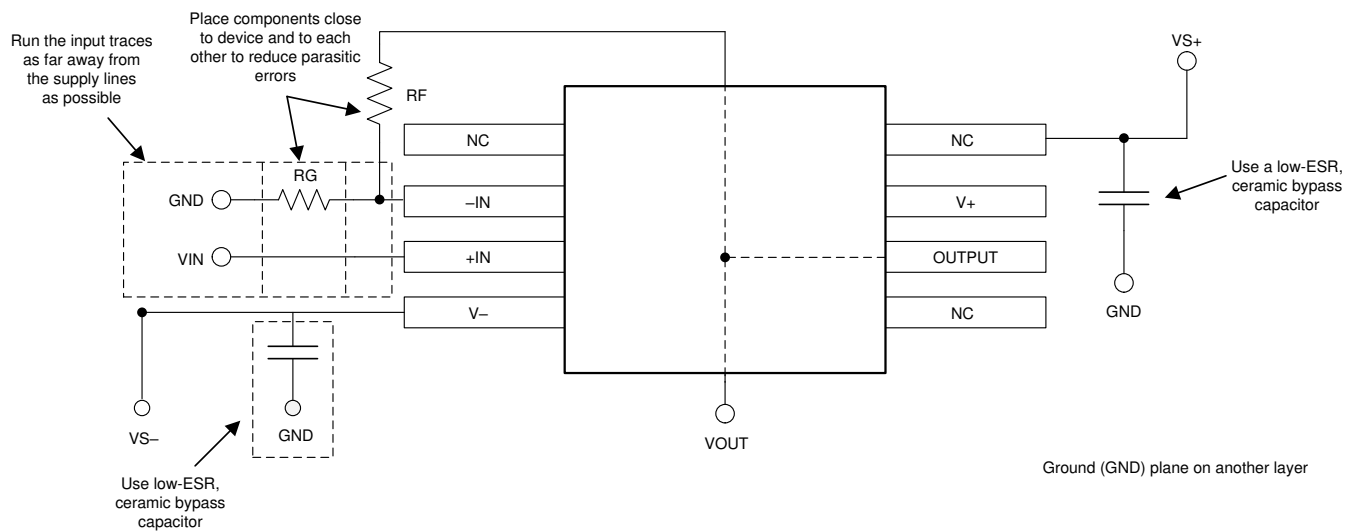 Run the input traces
as far away from
the supply lines
as possible
Place components close
to device and to each
other to reduce parasitic
errors
RF
VS+
NC
NC
RG
GND
–IN
V+
Use a low-ESR,
ceramic bypass
capacitor
VIN
+IN
OUTPUT
V–
NC
GND
VS–
GND
VOUT
Use low-ESR,
ceramic bypass
capacitor
Ground (GND) plane on another layer